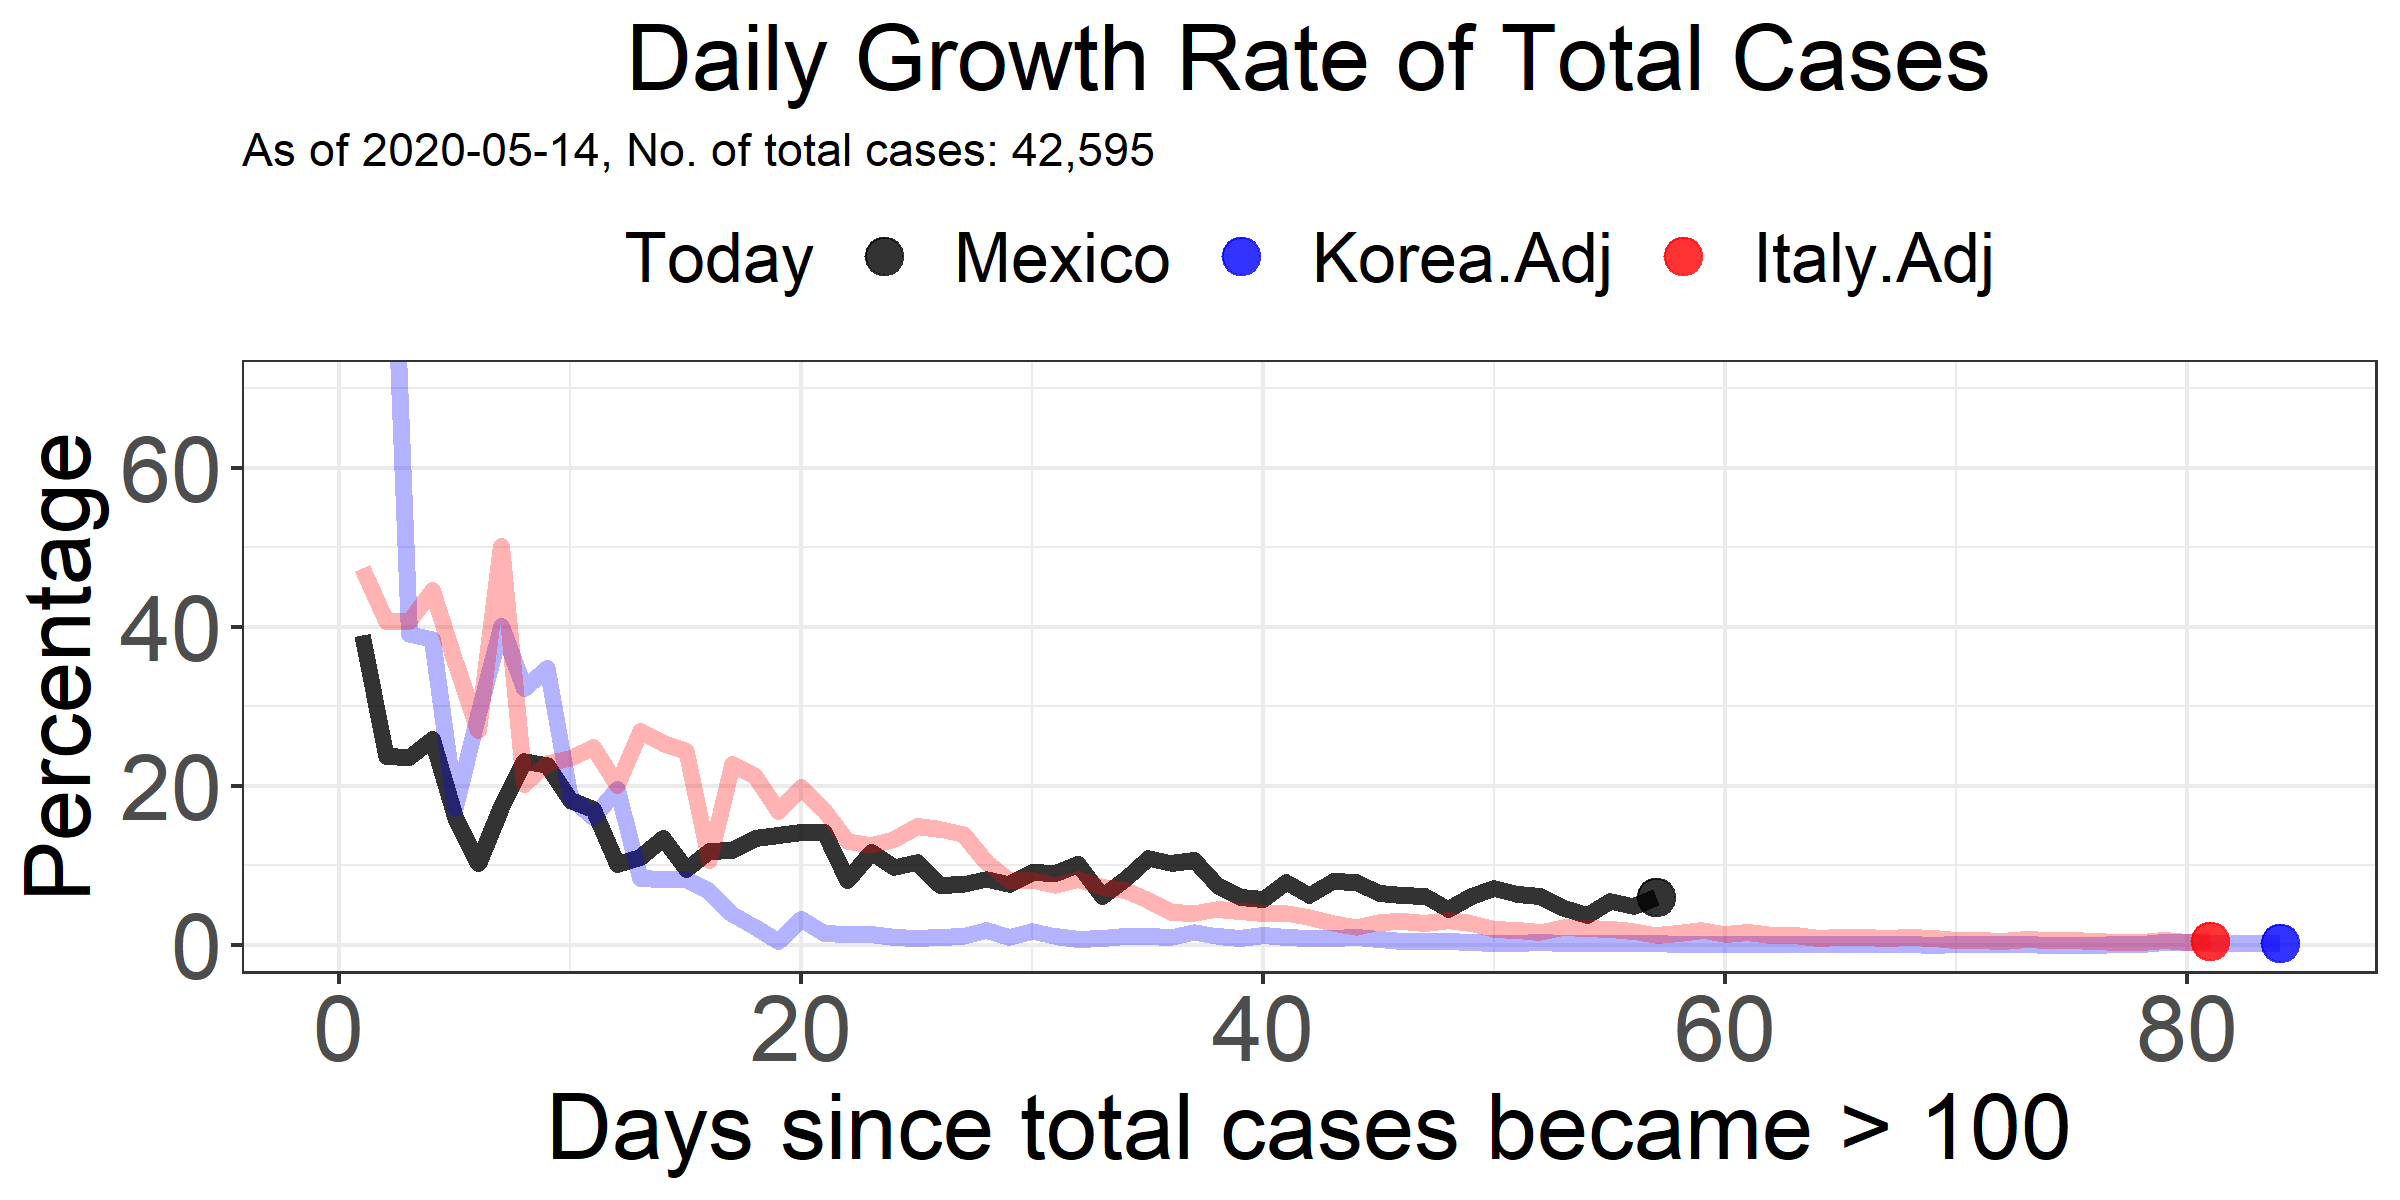 Daily Growth Rate of Total Cases
As of 2020-05-14, No. of total cases: 42,595
Today Mexico Korea.Adj Italy.Adj
Percentage
60
40
20
0
0 20 40 60 80
Days since total cases became > 100